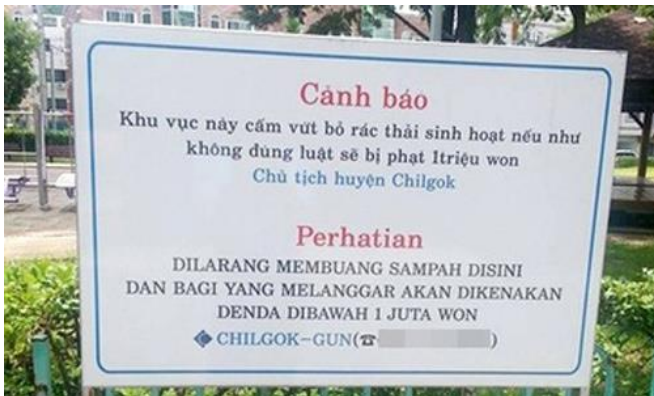 Cảnh báo
Khu vục này cấm vứt bỏ rác thải sinh hoạt nếu như
không đúng luật sẽ bị phạt 1triệu won
Chủ tịch huyện Chilgok
Perhatian
DILARANG MEMBUANG SAMPAH DISINI
DAN BAGI YANG MELANGGAR AKAN DIKENAKAN
DENDA DIBAWAH 1 JUTA WON
CHILGOK-GUN(☎ )